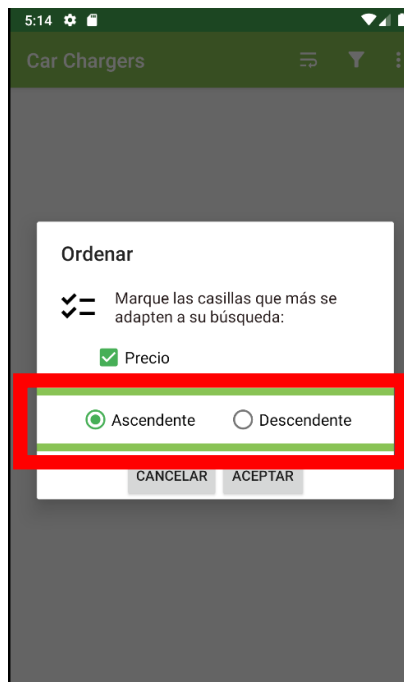 5:14
Car Chargers
Ordenar
Marque las casillas que más se
adapten a su búsqueda:
Precio
Ascendente Descendente
CANCELAR ACEPTAR